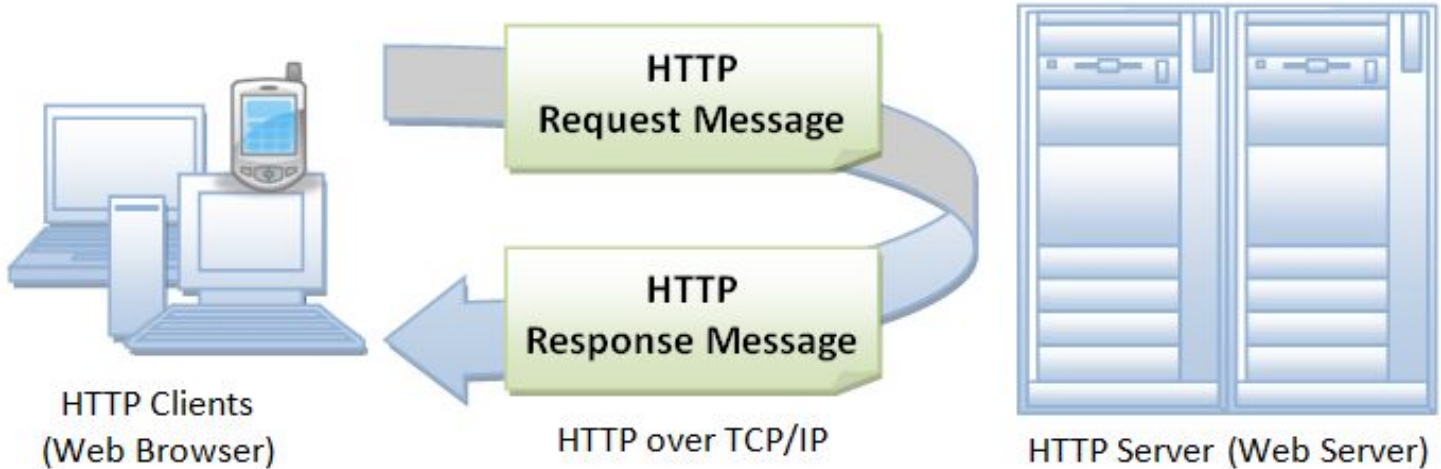 HTTP
Request Message
HTTP
Response Message
HTTP Clients
(Web Browser)
HTTP over TCP/IP
HTTP Server (Web Server)